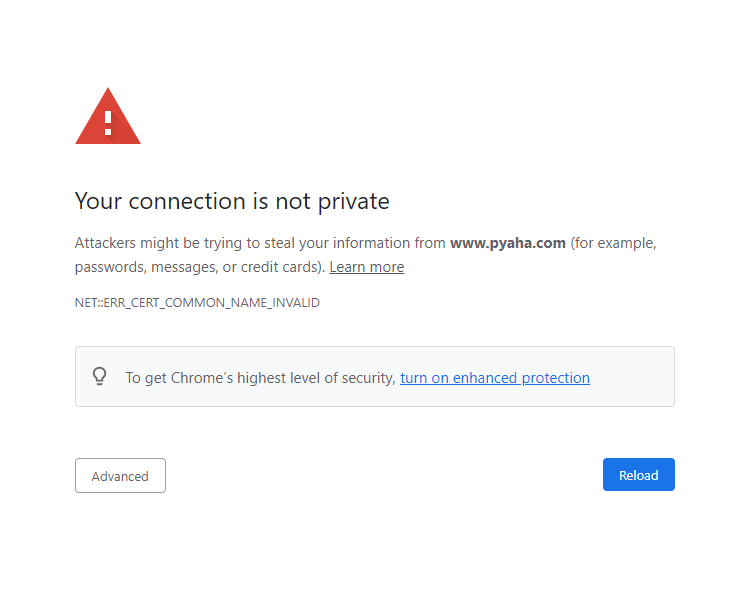 Your connection is not private
Attackers might be trying to steal your information from www.pyaha.com (for example,
passwords, messages, or credit cards). Learn more
NET::ERR_CERT_COMMON_NAME_INVALID
To get Chrome's highest level of security, turn on enhanced protection
Advanced
Reload